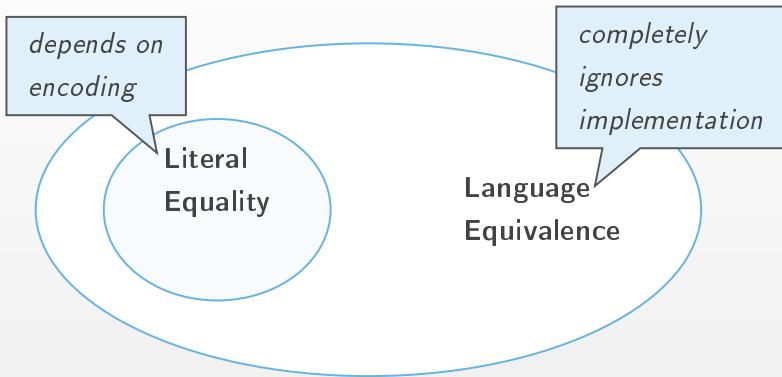 depends on
encoding
completely
ignores
implementation
Literal
Equality
Language
Equivalence